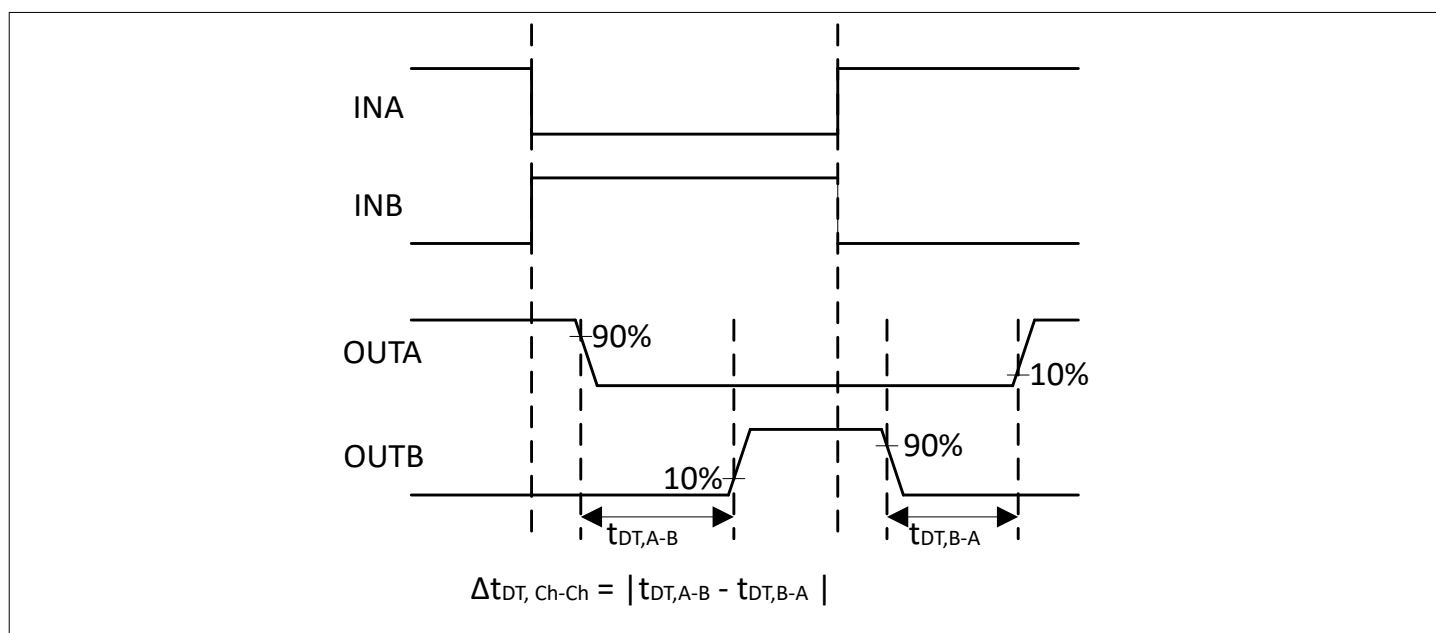 INA
INB
OUTA
90%
10%
OUTB
10%
90%
tDT,A-B
tDT,B-A
ΔtDT, Ch-Ch = |tDT,A-B - tDT,B-A |